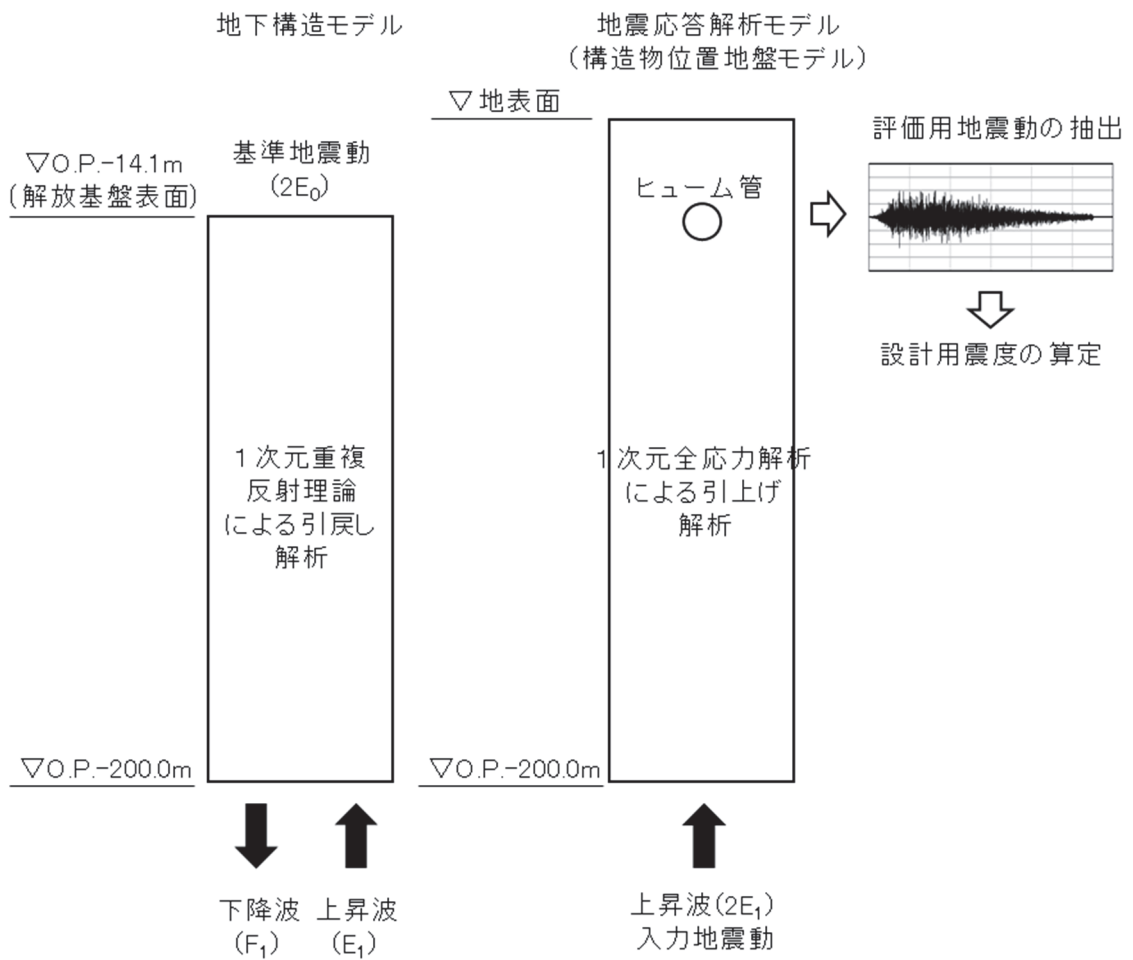 地下構造モデル
▽O.P.-14.1m
(解放基盤表面)
基準地震動
(2E₀)
1次元重複
反射理論
による引戻し
解析
▽O.P.-200.0m
下降波
(F₁)
上昇波
(E₁)
地震応答解析モデル
(構造物位置地盤モデル)
▽地表面
ヒューム管
1次元全応力解析
による引上げ
解析
▽O.P.-200.0m
上昇波(2E₁)
入力地震動
評価用地震動の抽出
設計用震度の算定